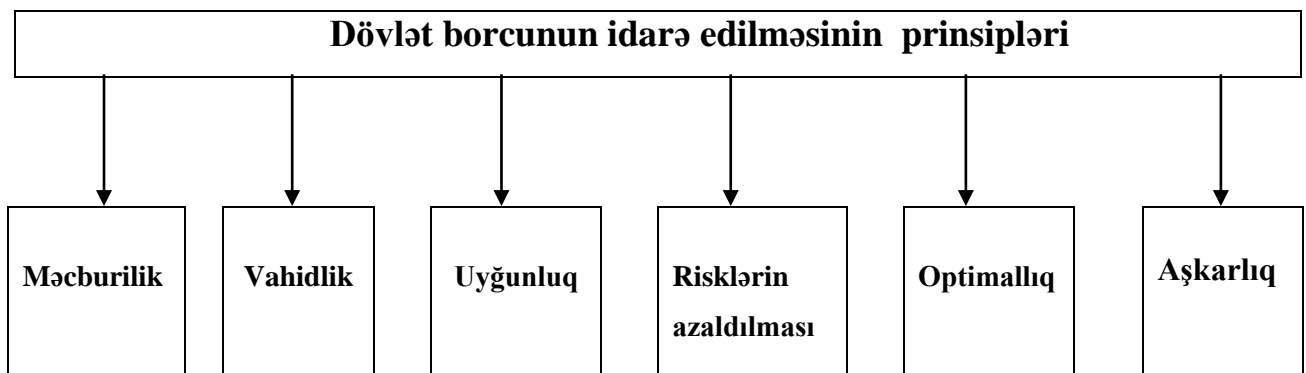 Dövlət borcunun idarə edilməsinin prinsipləri
Məcburilik
Vahidlik
Uyğunluq
Risklərin
azaldılması
Optimallıq
Aşkarlıq